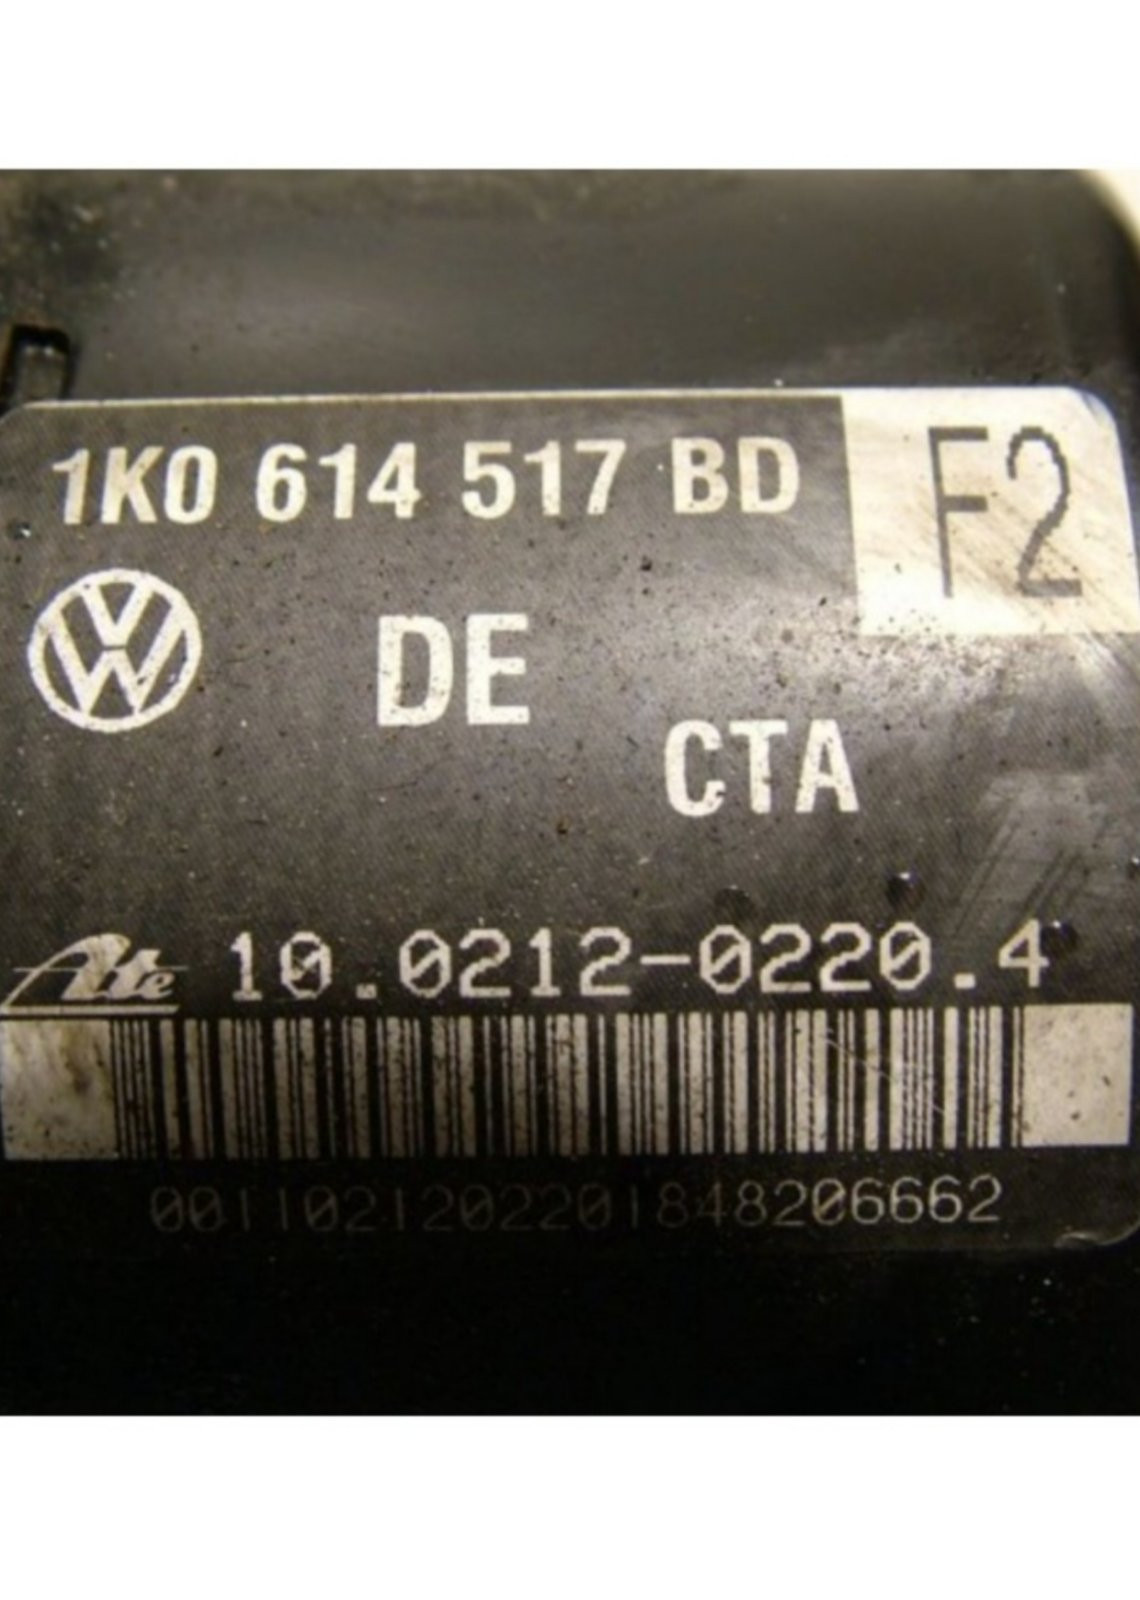 1K0 614 517 BD
F2
DE
CTA
Ate 10.0212-0220.4
00110212022018482066​62